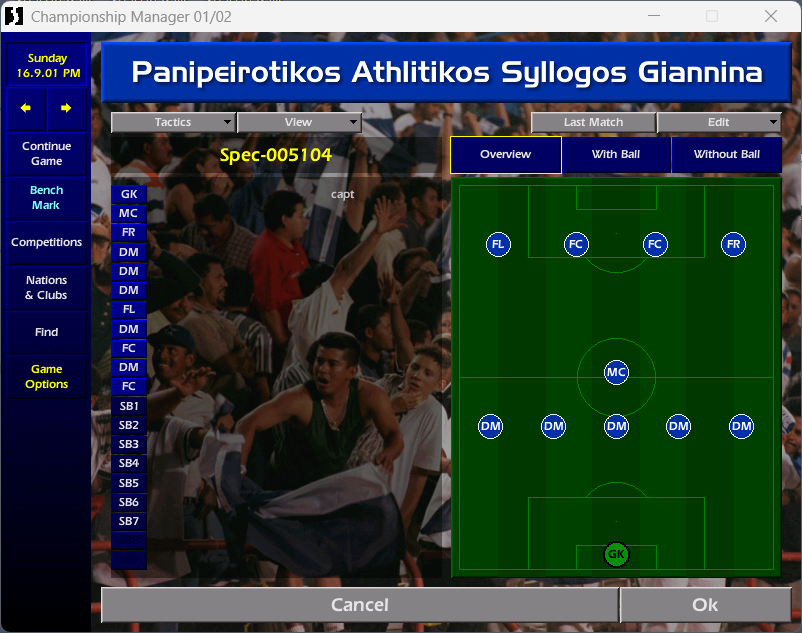 Championship Manager 01/02
Sunday
16.9.01 PM
Panipeirotikos Athlitikos Syllogos Giannina
Tactics View Last Match Edit
Continue
Game
Bench
Mark
Competitions
Nations
& Clubs
Find
Game
Options
Spec-005104
Overview With Ball Without Ball
GK capt
MC
FR
DM
DM
DM
FL
DM
FC
DM
FC
SB1
SB2
SB3
SB4
SB5
SB6
SB7
FL FC FC FR
MC
DM DM DM DM DM
GK
Cancel Ok